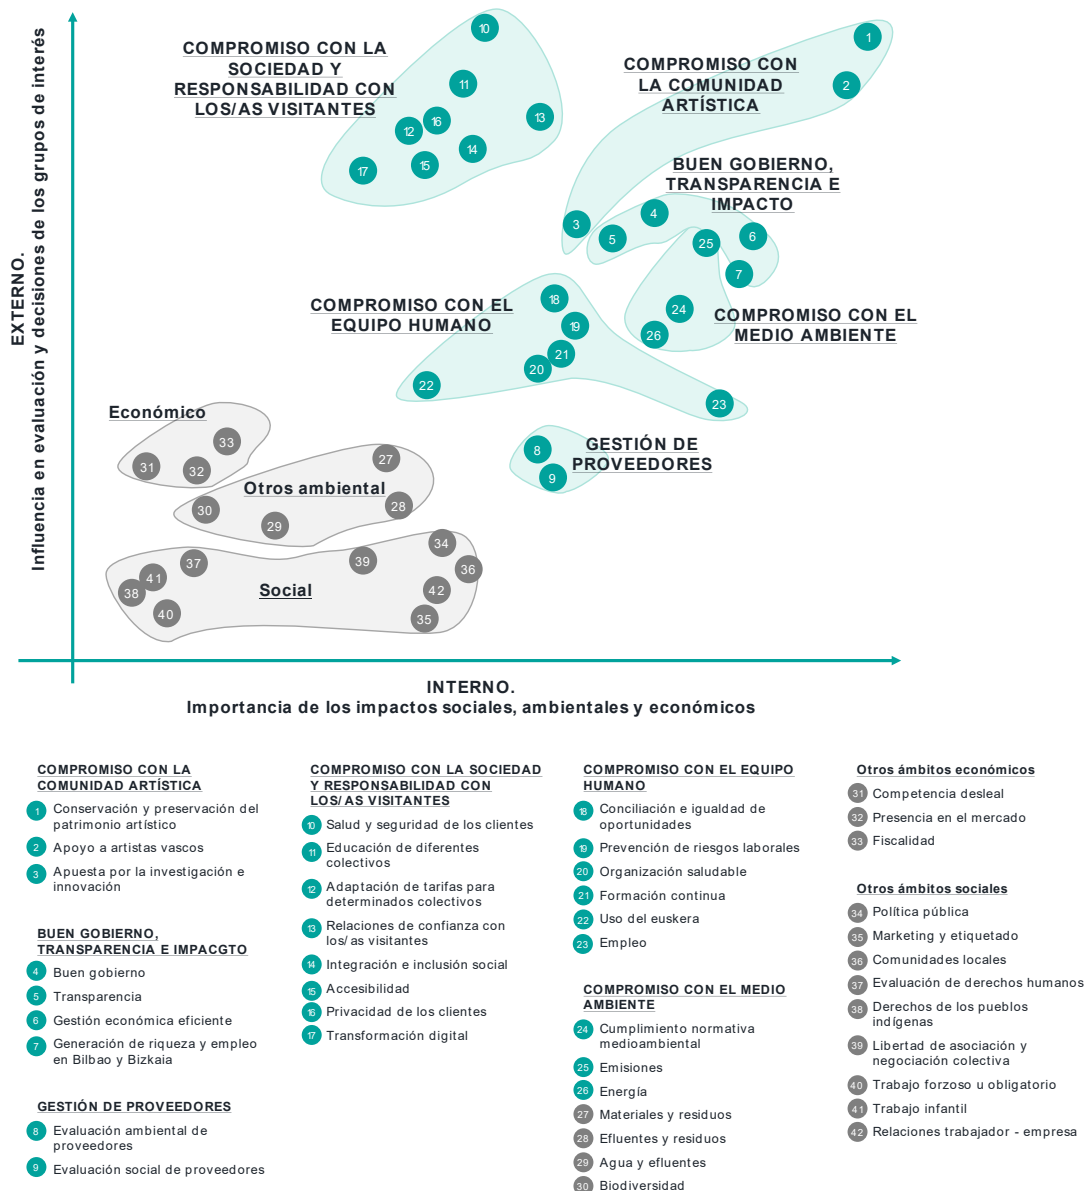 EXTERNO.
Influencia en evaluación y decisiones de los grupos de interés
COMPROMISO CON LA
SOCIEDAD Y
RESPONSABILIDAD CON
LOS/AS VISITANTES
10
11
12
16
13
14
15
17
COMPROMISO CON
LA COMUNIDAD
ARTÍSTICA
1
2
3
BUEN GOBIERNO,
TRANSPARENCIA E
IMPACTO
4
5
6
7
25
24
26
COMPROMISO CON EL
MEDIO AMBIENTE
COMPROMISO CON EL
EQUIPO HUMANO
18
19
21
20
22
23
8
9
GESTIÓN DE
PROVEEDORES
Económico
33
31
32
27
Otros ambiental
30
28
29
34
37
39
36
41
38
Social
42
40
35
INTERNO.
Importancia de los impactos sociales, ambientales y económicos
COMPROMISO CON LA
COMUNIDAD ARTÍSTICA
1 Conservación y preservación del
patrimonio artístico
2 Apoyo a artistas vascos
3 Apuesta por la investigación e
innovación
BUEN GOBIERNO,
TRANSPARENCIA E IMPACGTO
4 Buen gobierno
5 Transparencia
6 Gestión económica eficiente
7 Generación de riqueza y empleo
en Bilbao y Bizkaia
GESTIÓN DE PROVEEDORES
8 Evaluación ambiental de
proveedores
9 Evaluación social de proveedores
COMPROMISO CON LA SOCIEDAD
Y RESPONSABILIDAD CON
LOS/AS VISITANTES
10 Salud y seguridad de los clientes
11 Educación de diferentes
colectivos
12 Adaptación de tarifas para
determinados colectivos
13 Relaciones de confianza con
los/as visitantes
14 Integración e inclusión social
15 Accesibilidad
16 Privacidad de los clientes
17 Transformación digital
COMPROMISO CON EL EQUIPO
HUMANO
18 Conciliación e igualdad de
oportunidades
19 Prevención de riesgos laborales
20 Organización saludable
21 Formación continua
22 Uso del euskera
23 Empleo
COMPROMISO CON EL MEDIO
AMBIENTE
24 Cumplimiento normativa
medioambiental
25 Emisiones
26 Energía
27 Materiales y residuos
28 Efluentes y residuos
29 Agua y efluentes
30 Biodiversidad
Otros ámbitos económicos
31 Competencia desleal
32 Presencia en el mercado
33 Fiscalidad
Otros ámbitos sociales
34 Política pública
35 Marketing y etiquetado
36 Comunidades locales
37 Evaluación de derechos humanos
38 Derechos de los pueblos
indígenas
39 Libertad de asociación y
negociación colectiva
40 Trabajo forzoso u obligatorio
41 Trabajo infantil
42 Relaciones trabajador - empresa